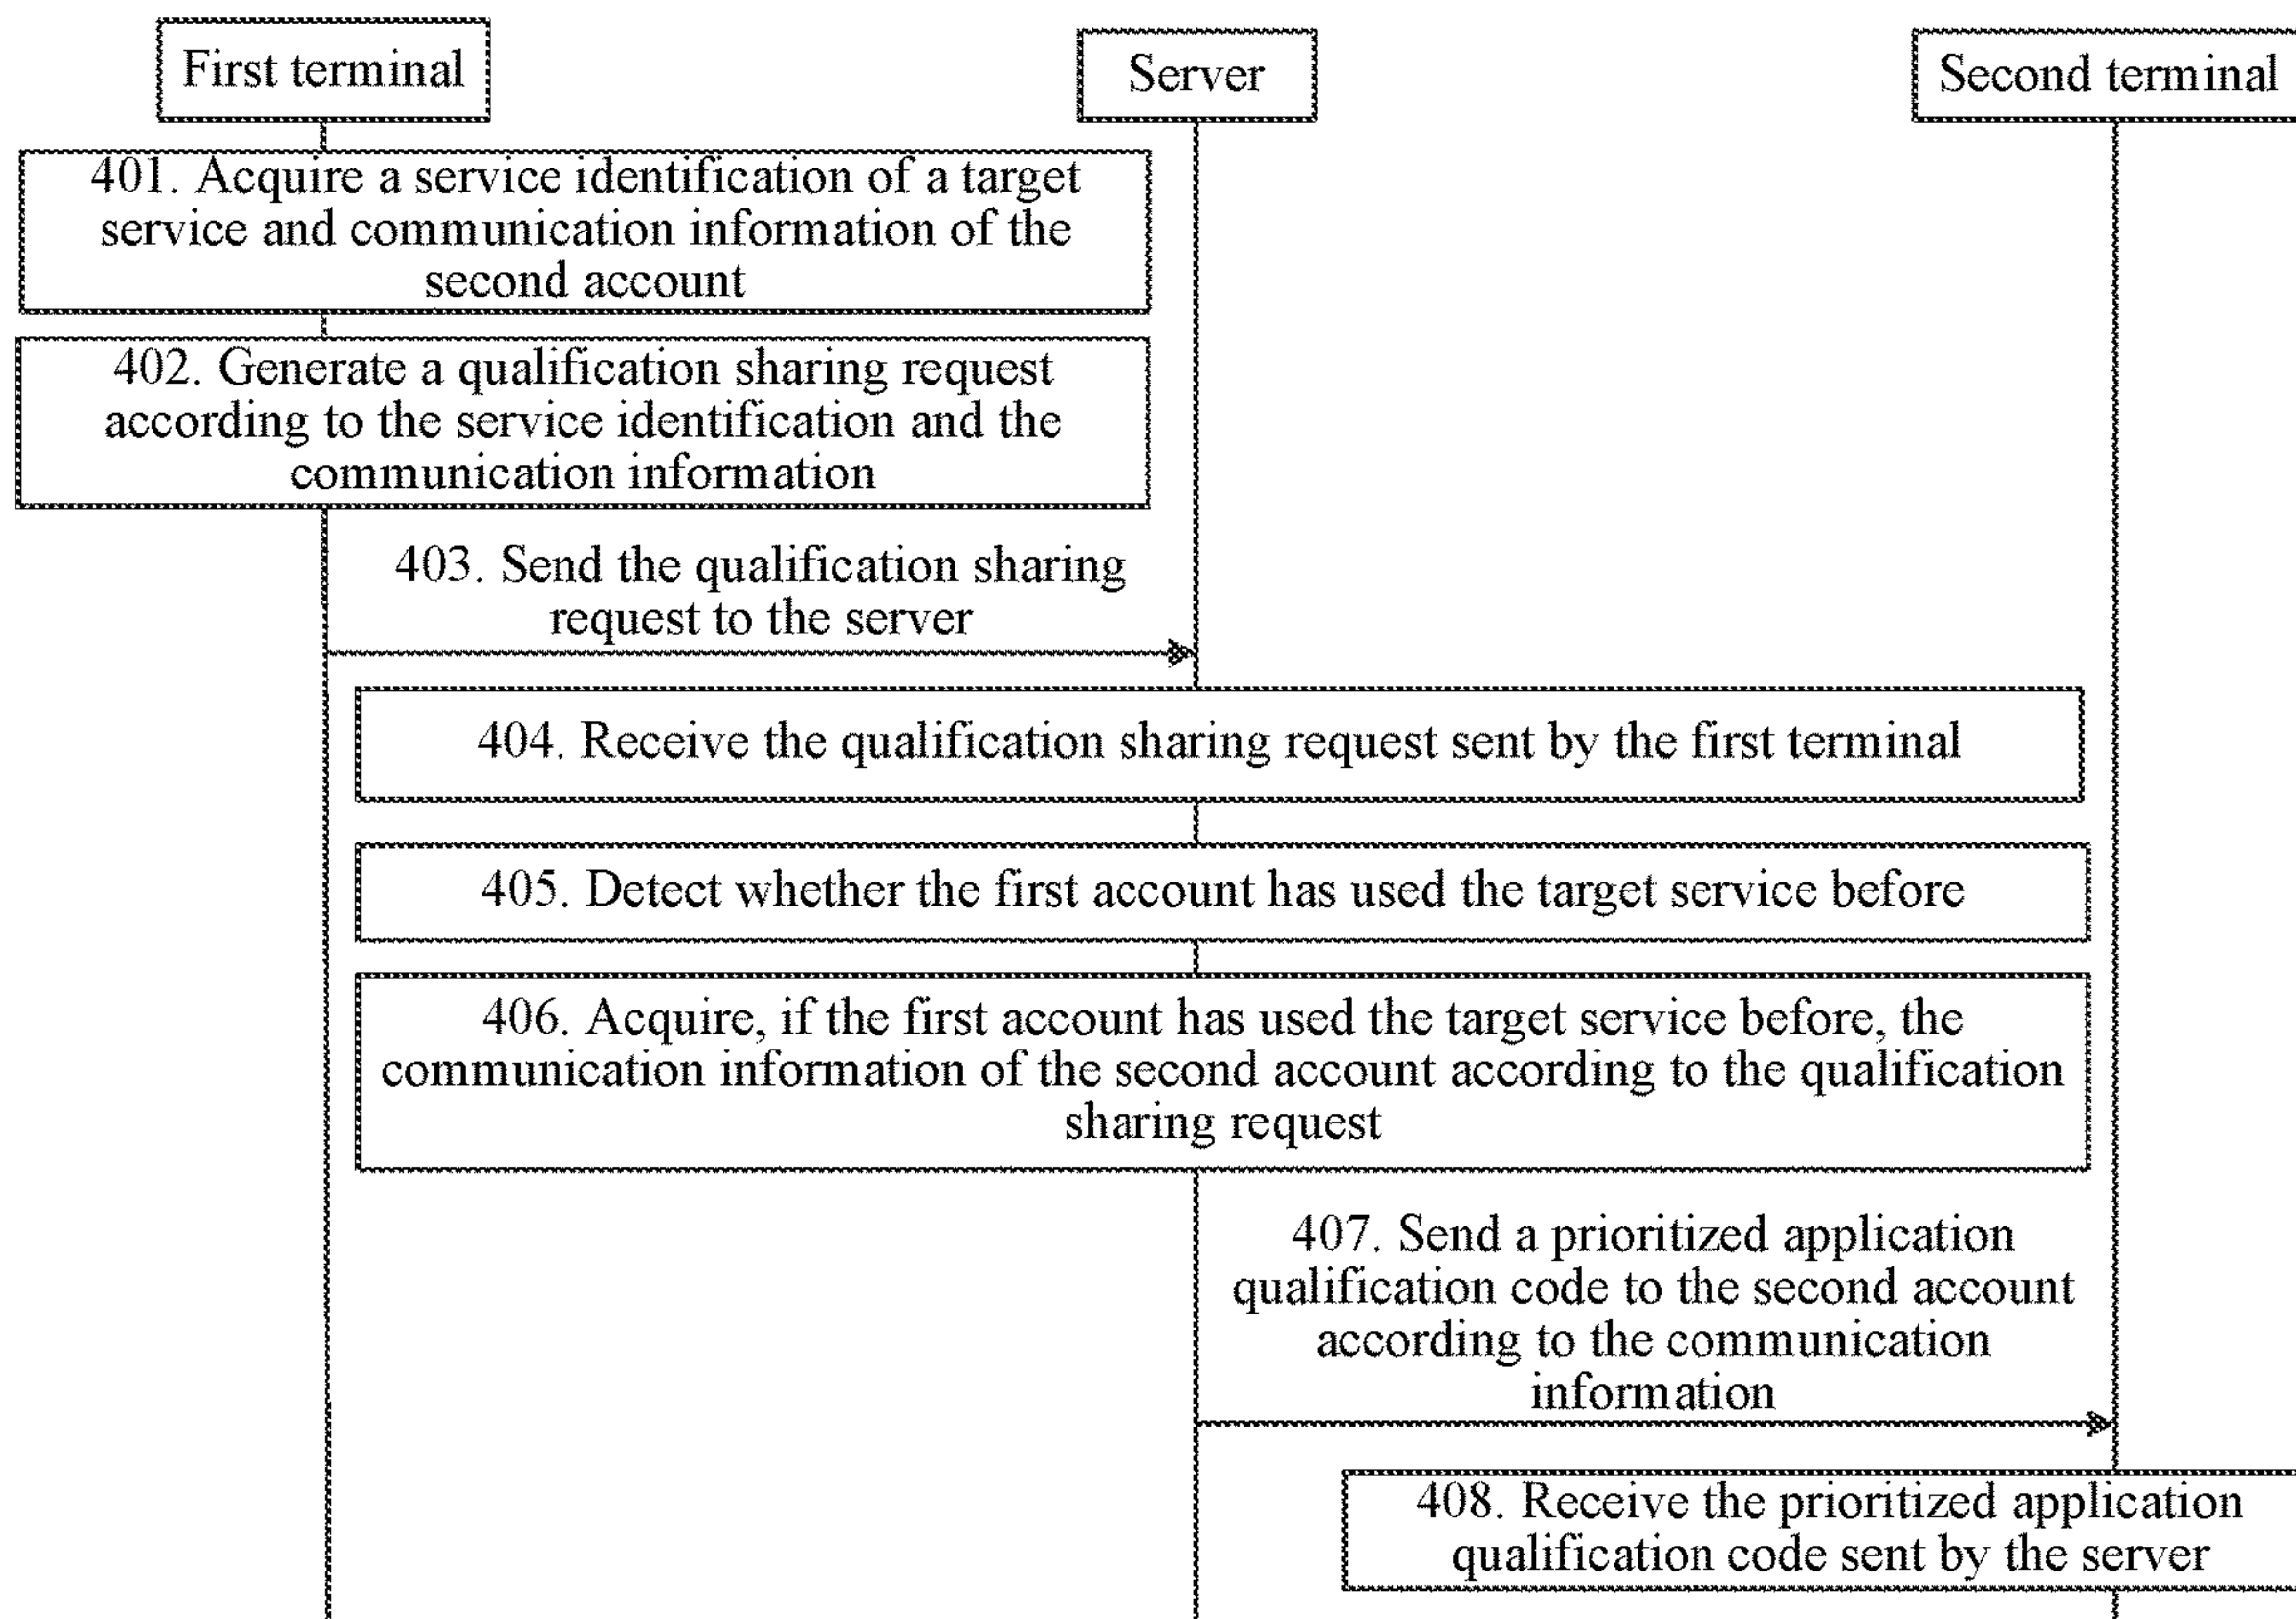 First terminal
Server
Second terminal
401. Acquire a service identification of a target
service and communication information of the
second account
402. Generate a qualification sharing request
according to the service identification and the
communication information
403. Send the qualification sharing
request to the server
404. Receive the qualification sharing request sent by the first terminal
405. Detect whether the first account has used the target service before
406. Acquire, if the first account has used the target service before, the
communication information of the second account according to the qualification
sharing request
407. Send a prioritized application
qualification code to the second account
according to the communication
information
408. Receive the prioritized application
qualification code sent by the server